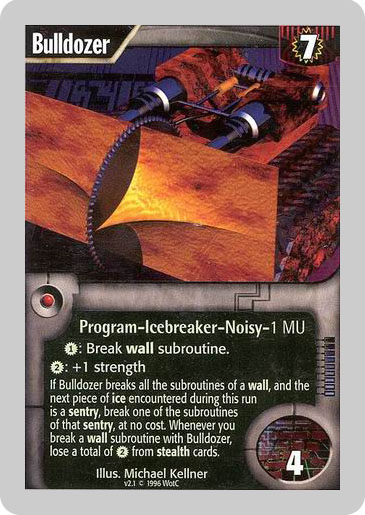 Bulldozer
7
Program-Icebreaker-Noisy-1 MU
1: Break wall subroutine.
2: +1 strength
If Bulldozer breaks all the subroutines of a wall, and the
next piece of ice encountered during this run
is a sentry, break one of the subroutines
of that sentry, at no cost. Whenever you
break a wall subroutine with Bulldozer,
lose a total of 2 from stealth cards.
Illus. Michael Kellner
v2.1 © 1996 WotC
4